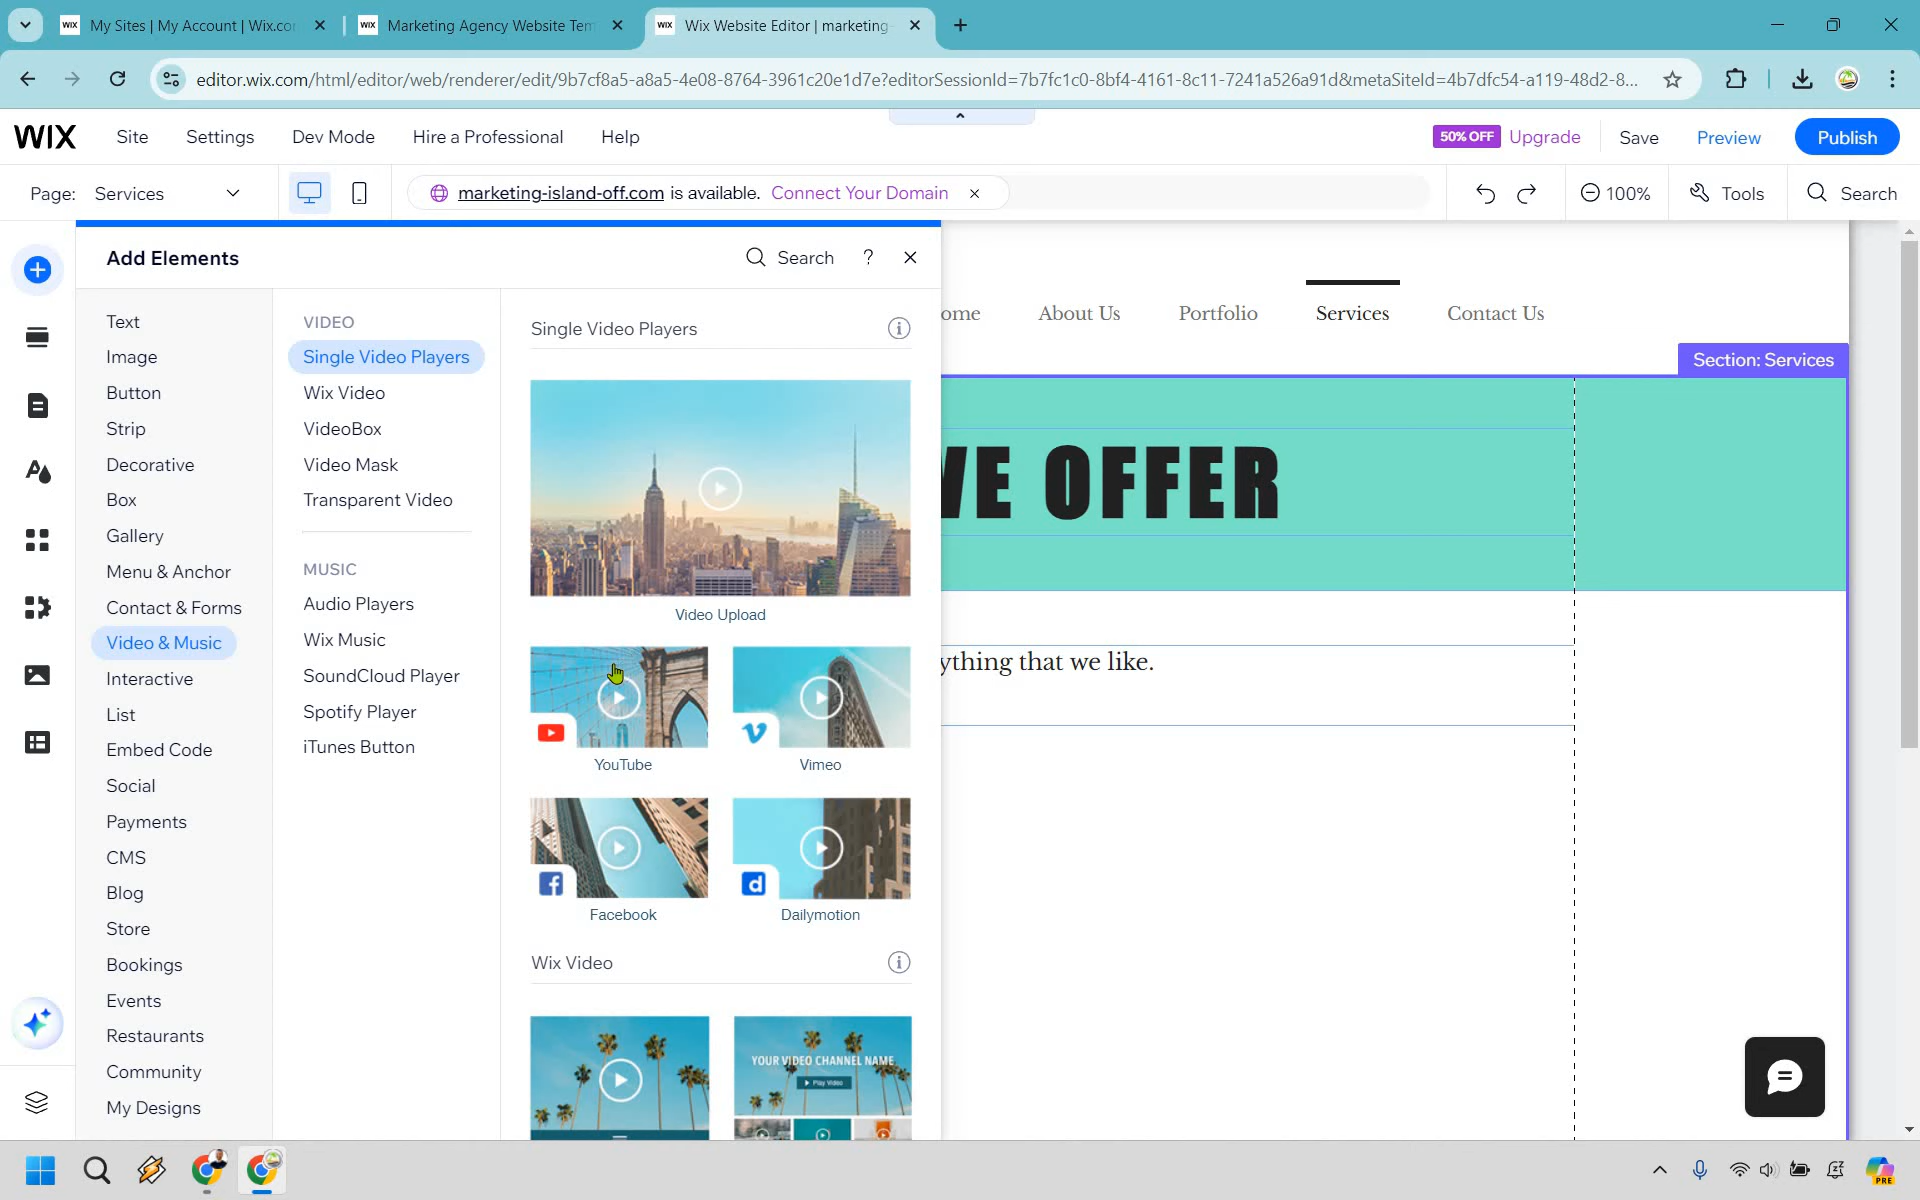 WIX My Sites | My Account | Wix.co
WIX Marketing Agency Website Tem
WIX Wix Website Editor | marketing-
editor.wix.com/html/editor/web/renderer/edit/9b7cf8a5-a8a5-4e08-8764-3961c20e1d7e?editorSessionId=7b7fc1c0-8bf4-4161-8c11-7241a526a91d&metaSiteId=4b7dfc54-a119-48d2-8...
WIX Site Settings Dev Mode Hire a Professional Help 50% OFF Upgrade Save Preview Publish
Page: Services marketing-island-off.com is available. Connect Your Domain 100% Tools Search
Add Elements Search ?
Text
Image
Button
Strip
Decorative
Box
Gallery
Menu & Anchor
Contact & Forms
Video & Music
Interactive
List
Embed Code
Social
Payments
CMS
Blog
Store
Bookings
Events
Restaurants
Community
My Designs
VIDEO
Single Video Players
Wix Video
VideoBox
Video Mask
Transparent Video
MUSIC
Audio Players
Wix Music
SoundCloud Player
Spotify Player
iTunes Button
Single Video Players
Video Upload
YouTube
Vimeo
Facebook
Dailymotion
Wix Video
YOUR VIDEO CHANNEL NAME
Play Video
ome About Us Portfolio Services Contact Us
Section: Services
VE OFFER
ything that we like.
PRE